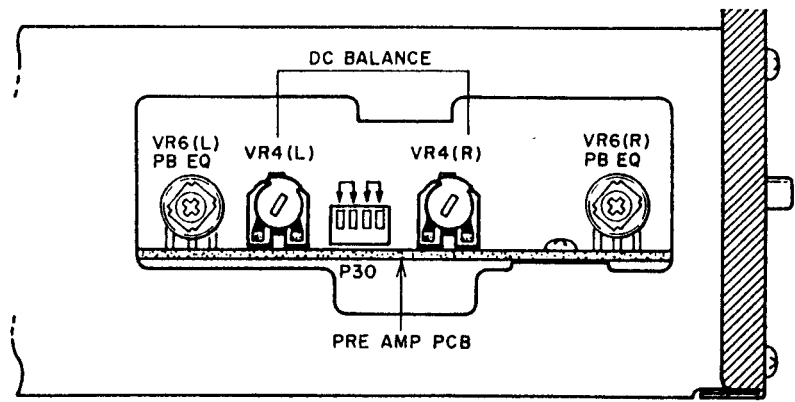 DC BALANCE
VR6(L)
PB EQ
VR4(L)
VR4(R)
VR6(R)
PB EQ
P30
PRE AMP PCB